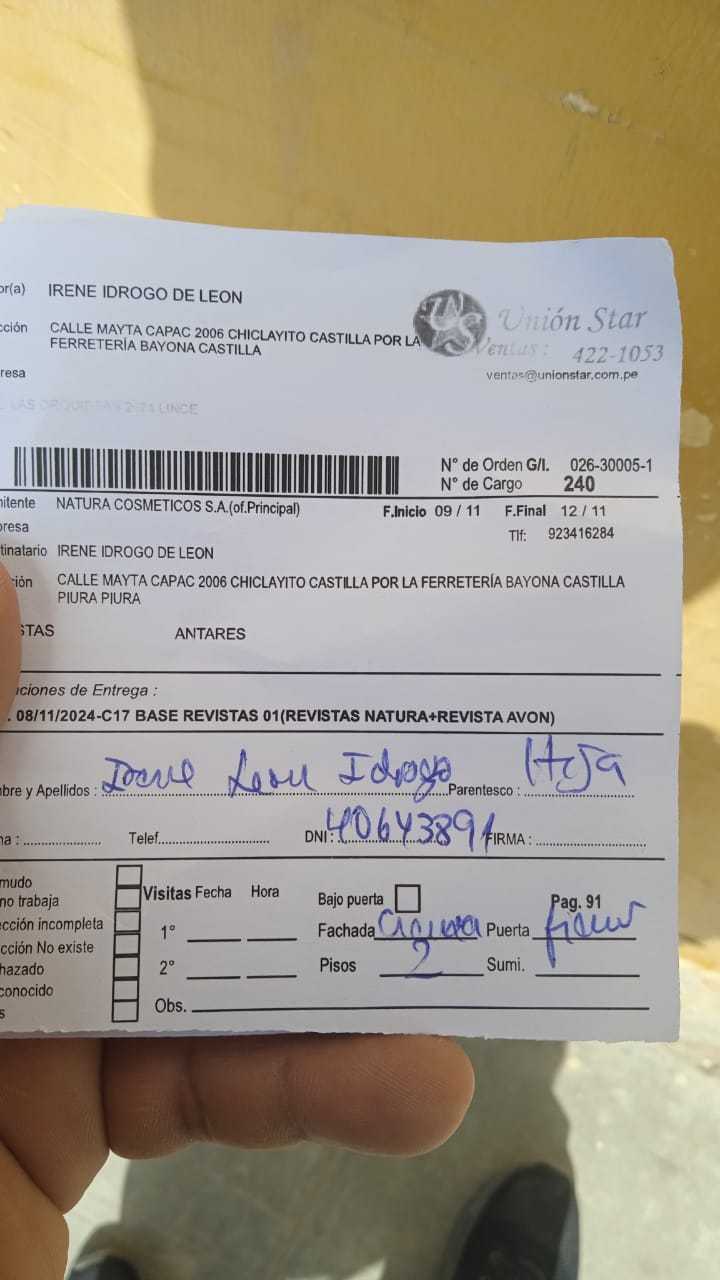 or(a) IRENE IDROGO DE LEON
cción CALLE MAYTA CAPAC 2006 CHICLAYITO CASTILLA POR LA
FERRETERÍA BAYONA CASTILLA
resa
Unión Star
Ventas: 422-1053
ventas@unionstar.com.pe
LINCE
N° de Orden G/I. 026-30005-1
N° de Cargo 240
nitente NATURA COSMETICOS S.A.(of.Principal) F.Inicio 09 / 11 F.Final 12 / 11
presa Tlf: 923416284
tinatario IRENE IDROGO DE LEON
ción CALLE MAYTA CAPAC 2006 CHICLAYITO CASTILLA POR LA FERRETERÍA BAYONA CASTILLA
PIURA PIURA
STAS ANTARES
ciones de Entrega :
. 08/11/2024-C17 BASE REVISTAS 01(REVISTAS NATURA+REVISTA AVON)
bre y Apellidos : Leon Idrogo Parentesco : Hija
na : Telef. DNI: 40643891 FIRMA :
mudo
no trabaja
cción incompleta
cción No existe
hazado
conocido
s
Visitas Fecha Hora
1°
2°
Obs.
Bajo puerta Pag. 91
Fachada Puerta
Pisos 2 Sumi.